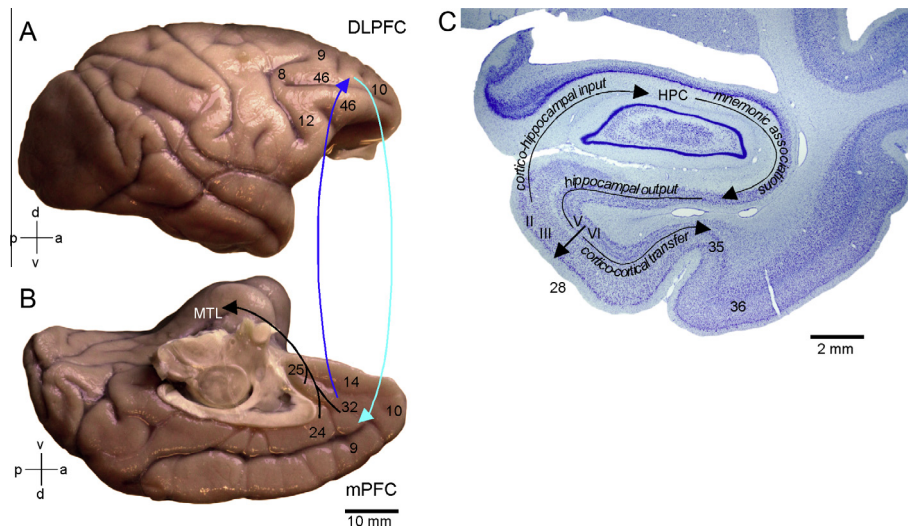 A
DLPFC
9
8
46
10
46
12
d
p a
v
B
MTL
25
14
32
10
24
9
v
p a
d
mPFC
10 mm
C
cortico-hippocampal input
HPC
mnemonic associations
hippocampal output
II
III
V
VI
cortico-cortical transfer
35
28
36
2 mm